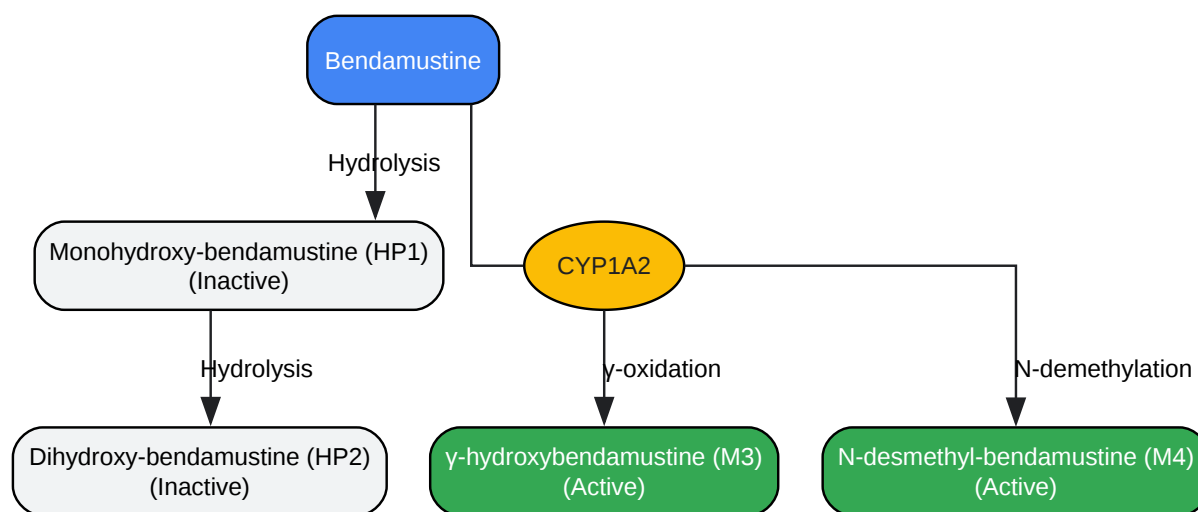 Bendamustine
Hydrolysis
Monohydroxy-bendamustine (HP1)
(Inactive)
CYP1A2
Hydrolysis
γ-oxidation
N-demethylation
Dihydroxy-bendamustine (HP2)
(Inactive)
γ-hydroxybendamustine (M3)
(Active)
N-desmethyl-bendamustine (M4)
(Active)